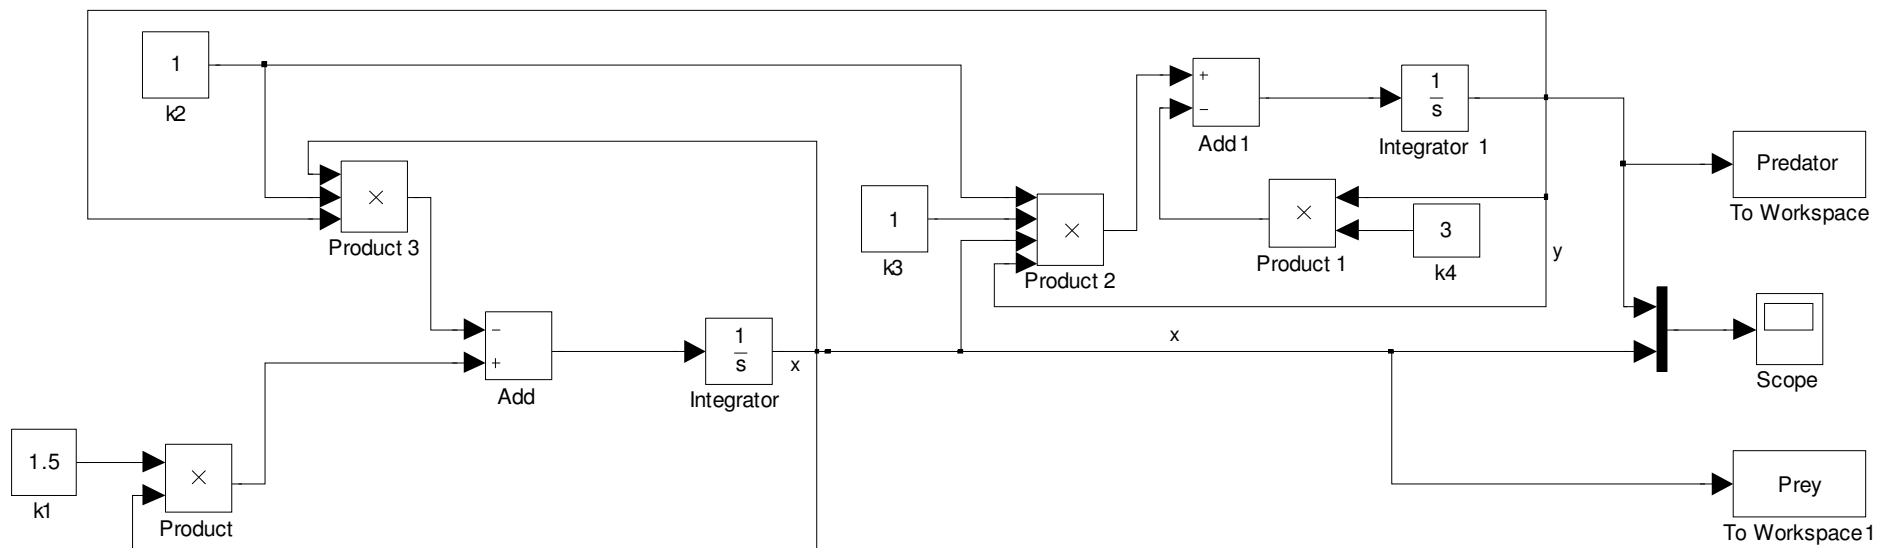 1
k2
+
−
Add 1
1
s
Integrator 1
Predator
To Workspace
×
Product 3
1
k3
×
Product 2
×
Product 1
3
k4
y
−
+
Add
1
s
Integrator
x
x
Scope
1.5
k1
×
Product
Prey
To Workspace1